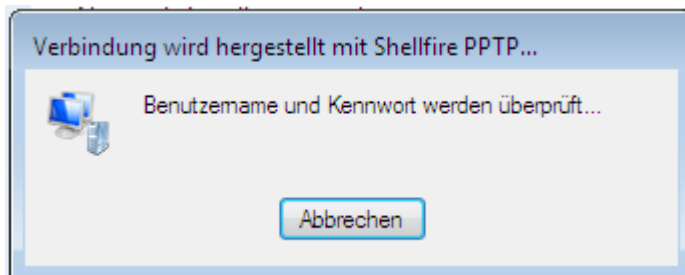 Verbindung wird hergestellt mit Shellfire PPTP...
Benutzername und Kennwort werden überprüft...
Abbrechen